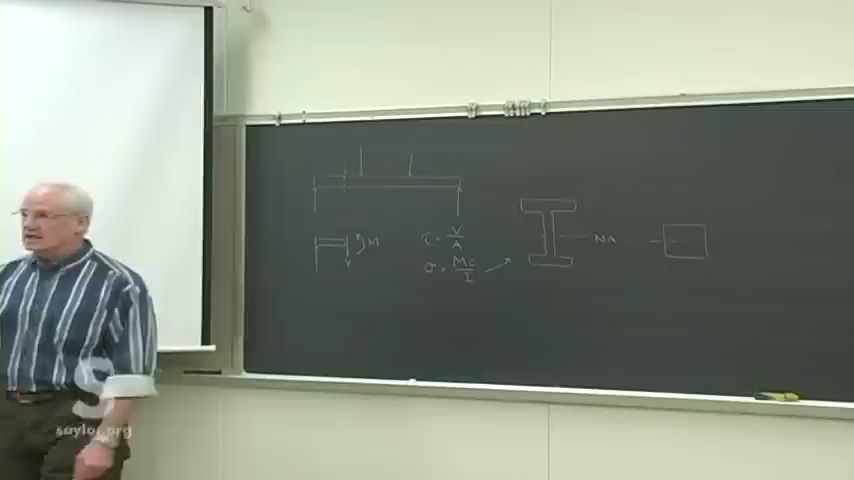 M
V
τ = V/A
σ = Mc/I
NA
S
saylor.org